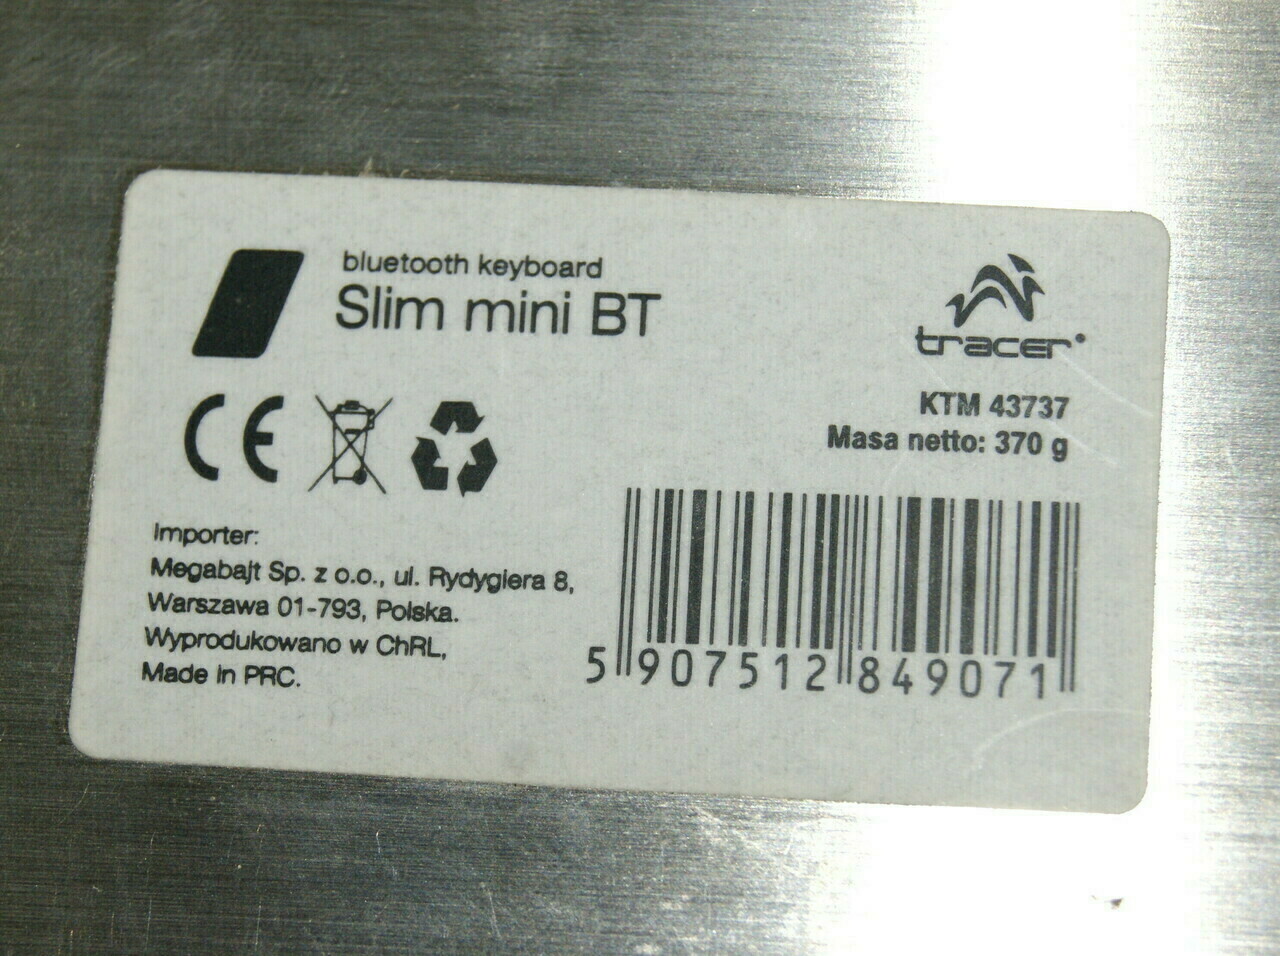 bluetooth keyboard
Slim mini BT
tracer®
KTM 43737
Masa netto: 370 g
CE
Importer:
Megabajt Sp. z o.o., ul. Rydygiera 8,
Warszawa 01-793, Polska.
Wyprodukowano w ChRL,
Made in PRC.
5 907512 849071